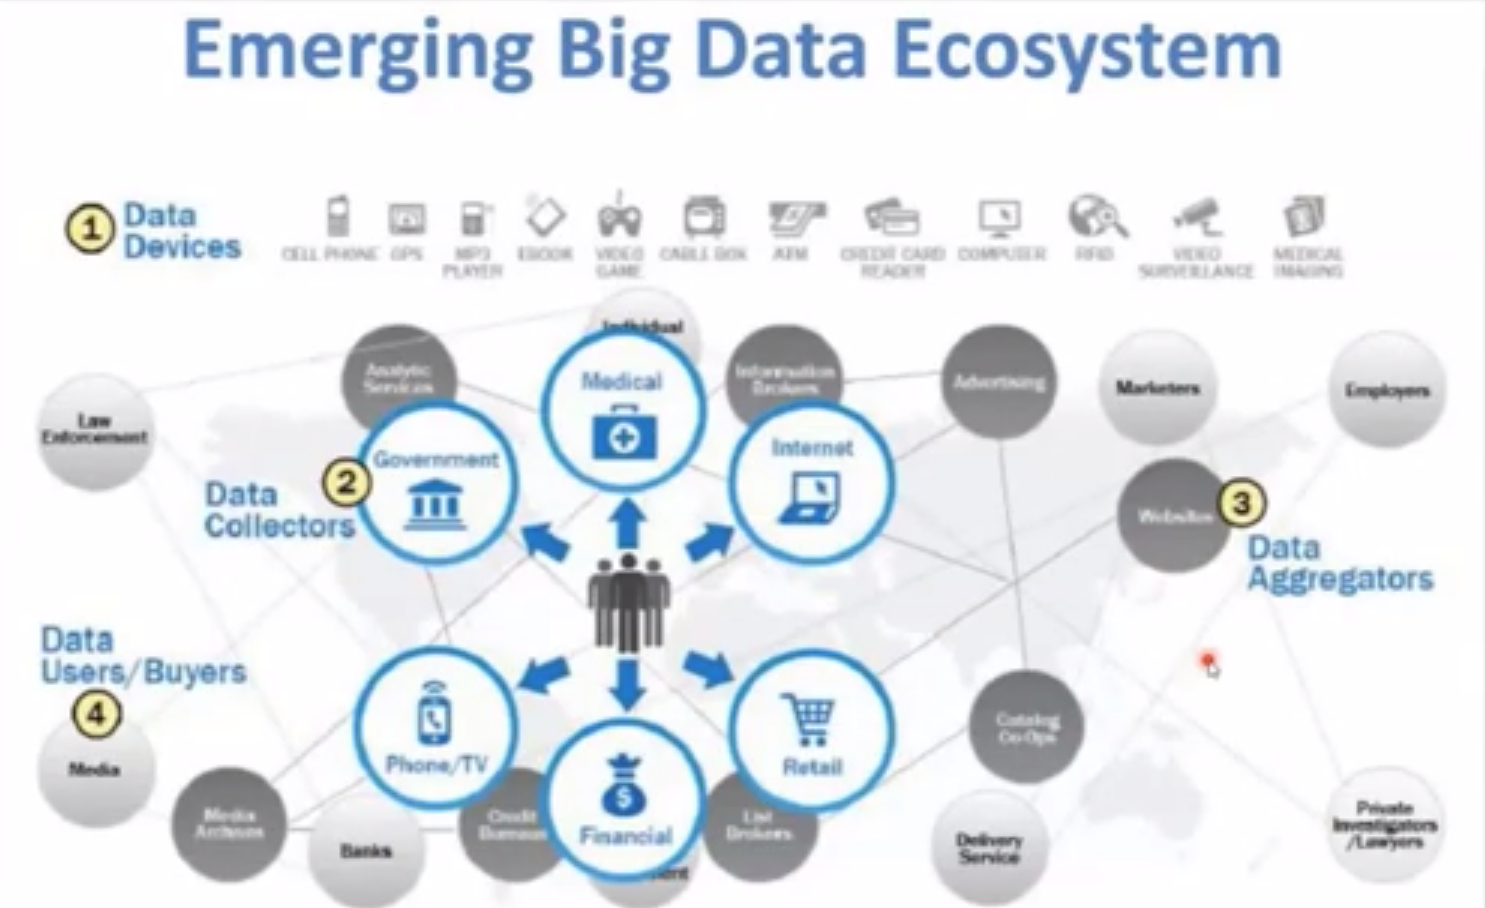 Emerging Big Data Ecosystem
1
Data
Devices
CELL PHONE
GPS
MP3
PLAYER
EBOOK
VIDEO
GAME
CABLE BOX
ATM
CREDIT CARD
READER
COMPUTER
RFID
VIDEO
SURVEILLANCE
MEDICAL
IMAGING
Individual
Analytic
Services
Medical
Information
Brokers
Advertising
Marketers
Employers
Law
Enforcement
Government
Internet
2
Data
Collectors
Websites
3
Data
Aggregators
Data
Users/Buyers
4
Media
Phone/TV
Retail
Catalog
Co-Ops
Media
Archives
Banks
Credit
Financial
$
List
Brokers
Delivery
Service
Private
Investigators
/Lawyers